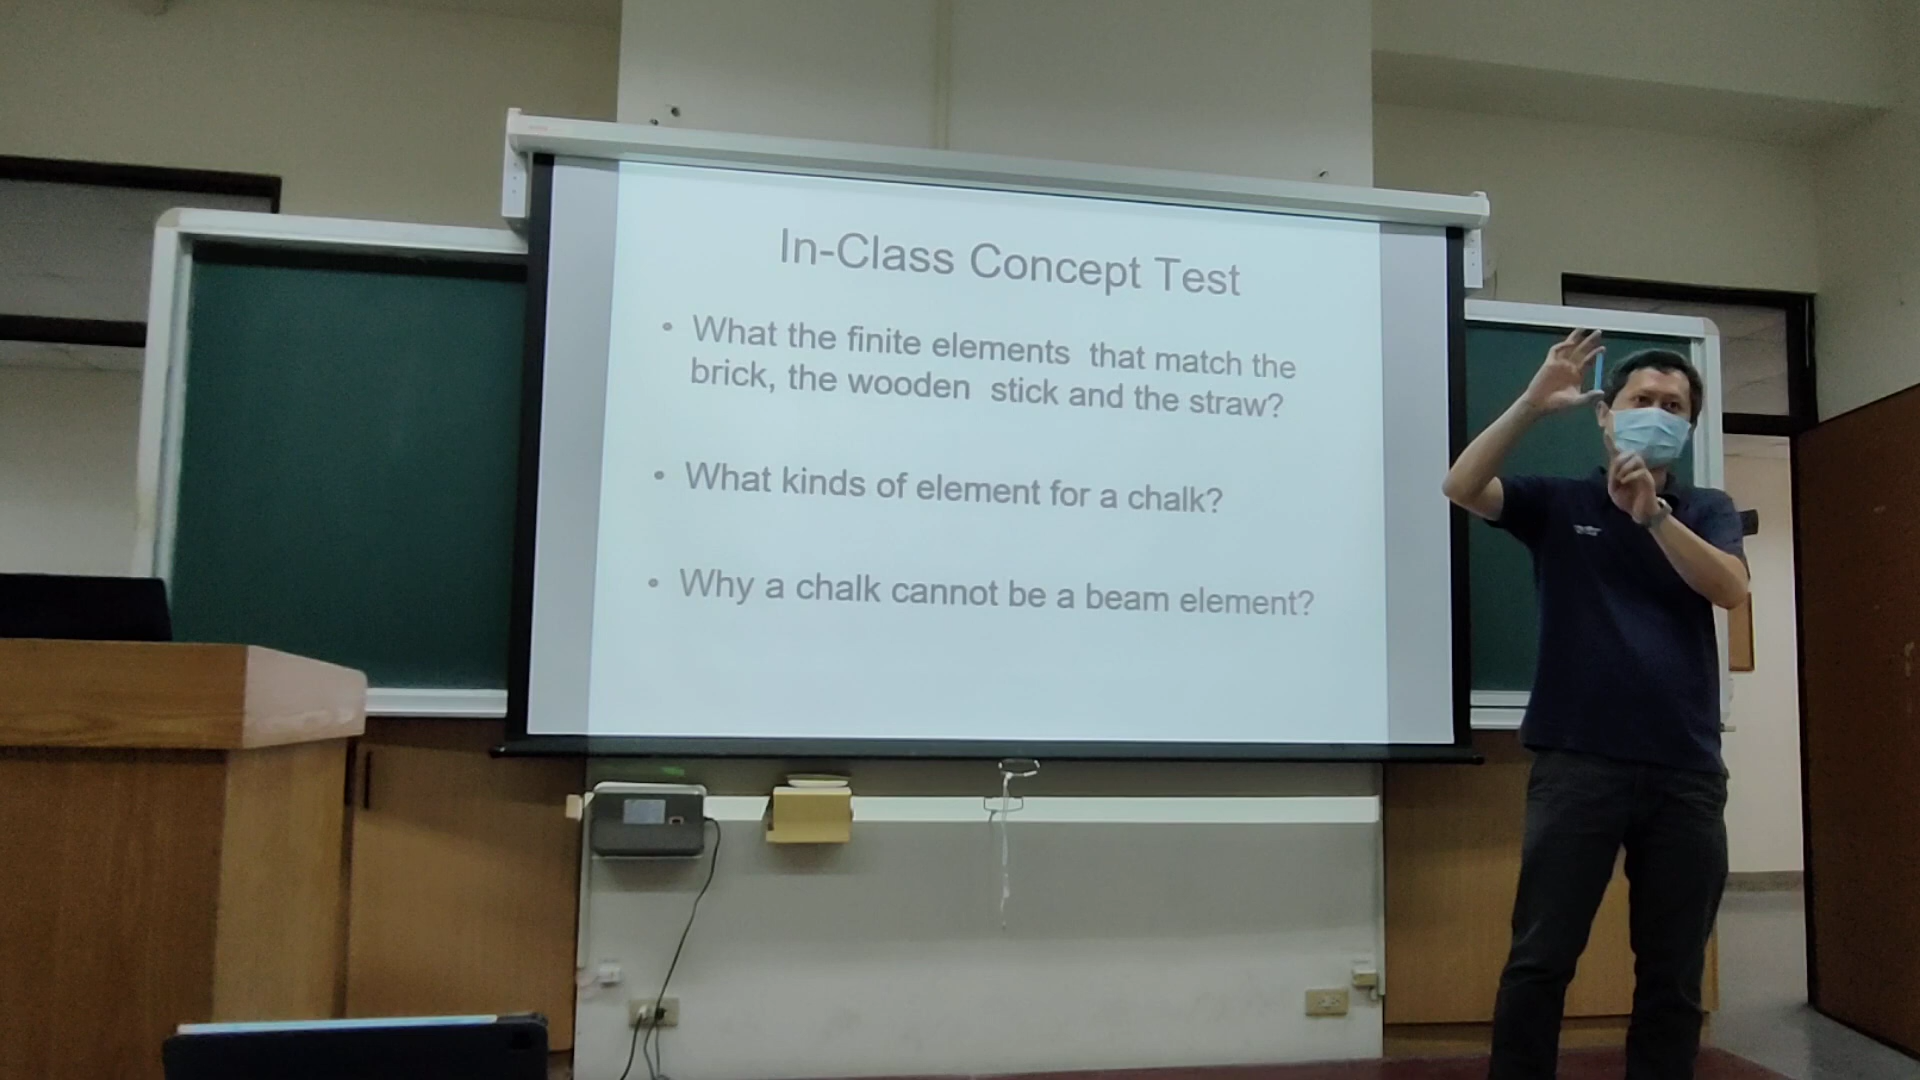 In-Class Concept Test
• What the finite elements that match the
brick, the wooden stick and the straw?
• What kinds of element for a chalk?
• Why a chalk cannot be a beam element?